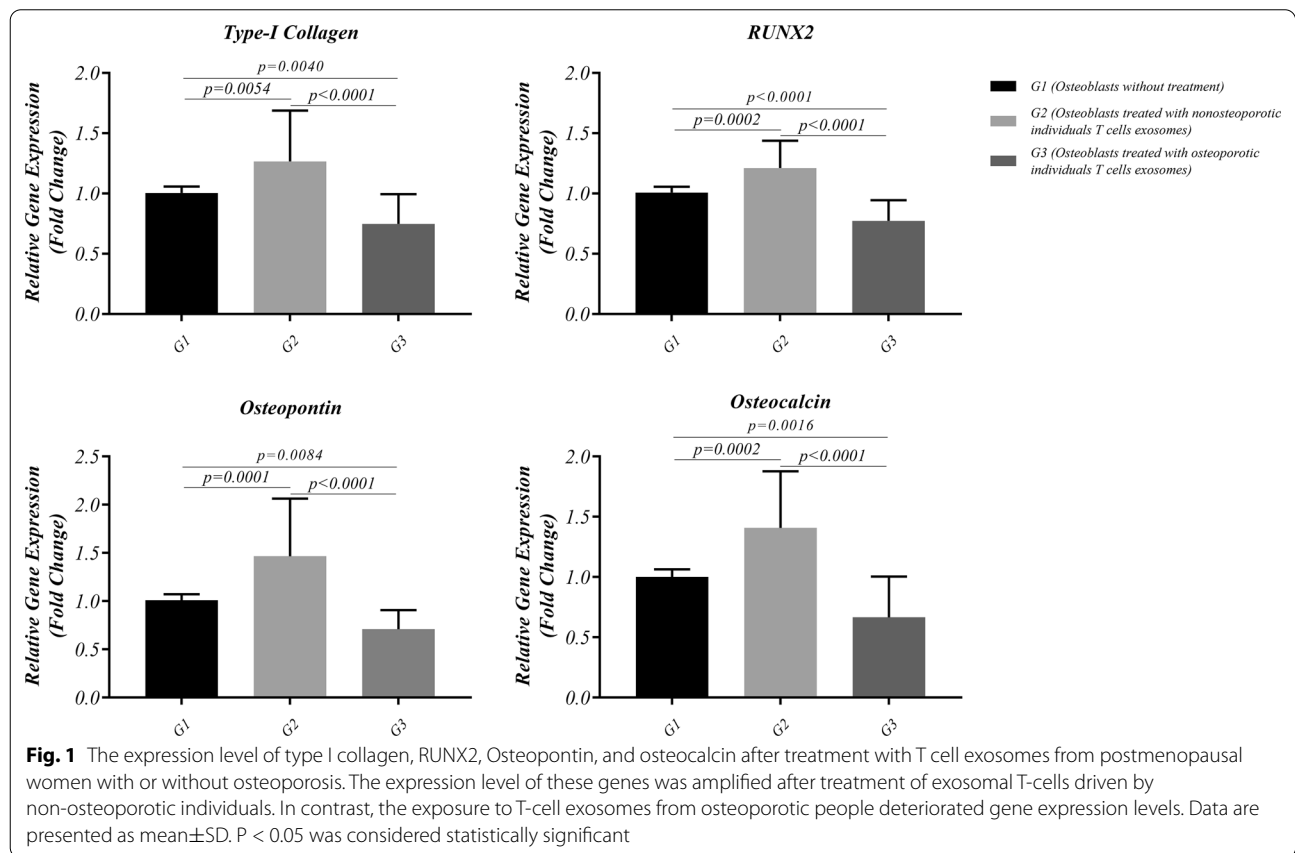 Type-I Collagen
Relative Gene Expression
(Fold Change)
2.0
1.5
1.0
0.5
0.0
p=0.0040
p=0.0054
p<0.0001
G1
G2
G3
RUNX2
Relative Gene Expression
(Fold Change)
2.0
1.5
1.0
0.5
0.0
p<0.0001
p=0.0002
p<0.0001
G1
G2
G3
G1 (Osteoblasts without treatment)
G2 (Osteoblasts treated with nonosteoporotic
individuals T cells exosomes)
G3 (Osteoblasts treated with osteoporotic
individuals T cells exosomes)
Osteopontin
Relative Gene Expression
(Fold Change)
2.5
2.0
1.5
1.0
0.5
0.0
p=0.0084
p=0.0001
p<0.0001
G1
G2
G3
Osteocalcin
Relative Gene Expression
(Fold Change)
2.0
1.5
1.0
0.5
0.0
p=0.0016
p=0.0002
p<0.0001
G1
G2
G3
Fig. 1 The expression level of type I collagen, RUNX2, Osteopontin, and osteocalcin after treatment with T cell exosomes from postmenopausal
women with or without osteoporosis. The expression level of these genes was amplified after treatment of exosomal T-cells driven by
non-osteoporotic individuals. In contrast, the exposure to T-cell exosomes from osteoporotic people deteriorated gene expression levels. Data are
presented as mean±SD. P < 0.05 was considered statistically significant